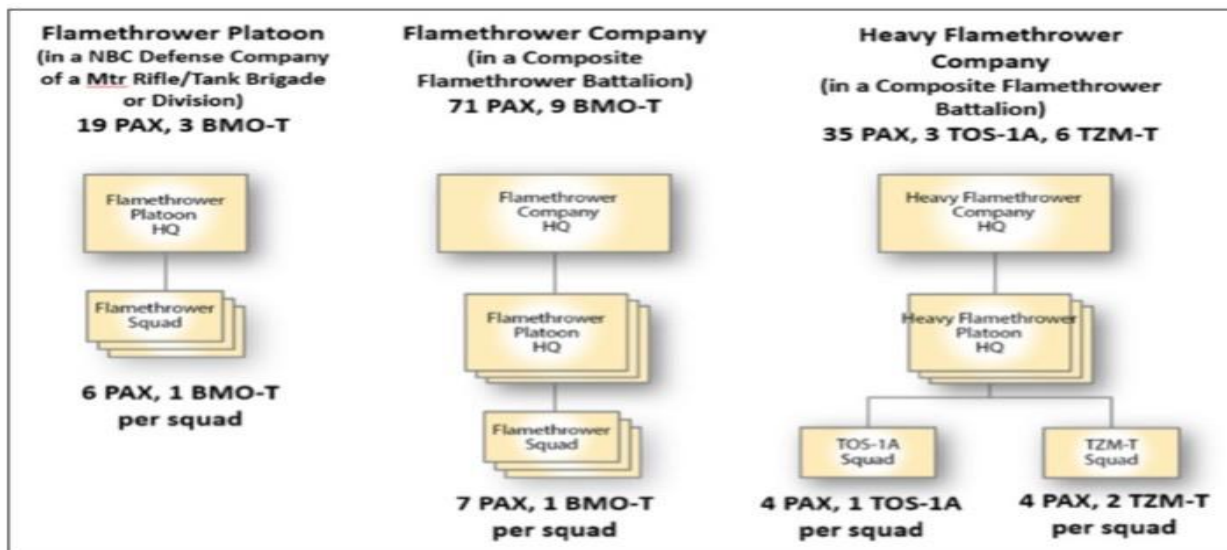 Flamethrower Platoon
(in a NBC Defense Company
of a Mtr Rifle/Tank Brigade
or Division)
19 PAX, 3 BMO-T
Flamethrower
Platoon
HQ
Flamethrower
Squad
6 PAX, 1 BMO-T
per squad
Flamethrower Company
(in a Composite
Flamethrower Battalion)
71 PAX, 9 BMO-T
Flamethrower
Company
HQ
Flamethrower
Platoon
HQ
Flamethrower
Squad
7 PAX, 1 BMO-T
per squad
Heavy Flamethrower
Company
(in a Composite Flamethrower
Battalion)
35 PAX, 3 TOS-1A, 6 TZM-T
Heavy Flamethrower
Company
HQ
Heavy Flamethrower
Platoon
HQ
TOS-1A
Squad
4 PAX, 1 TOS-1A
per squad
TZM-T
Squad
4 PAX, 2 TZM-T
per squad